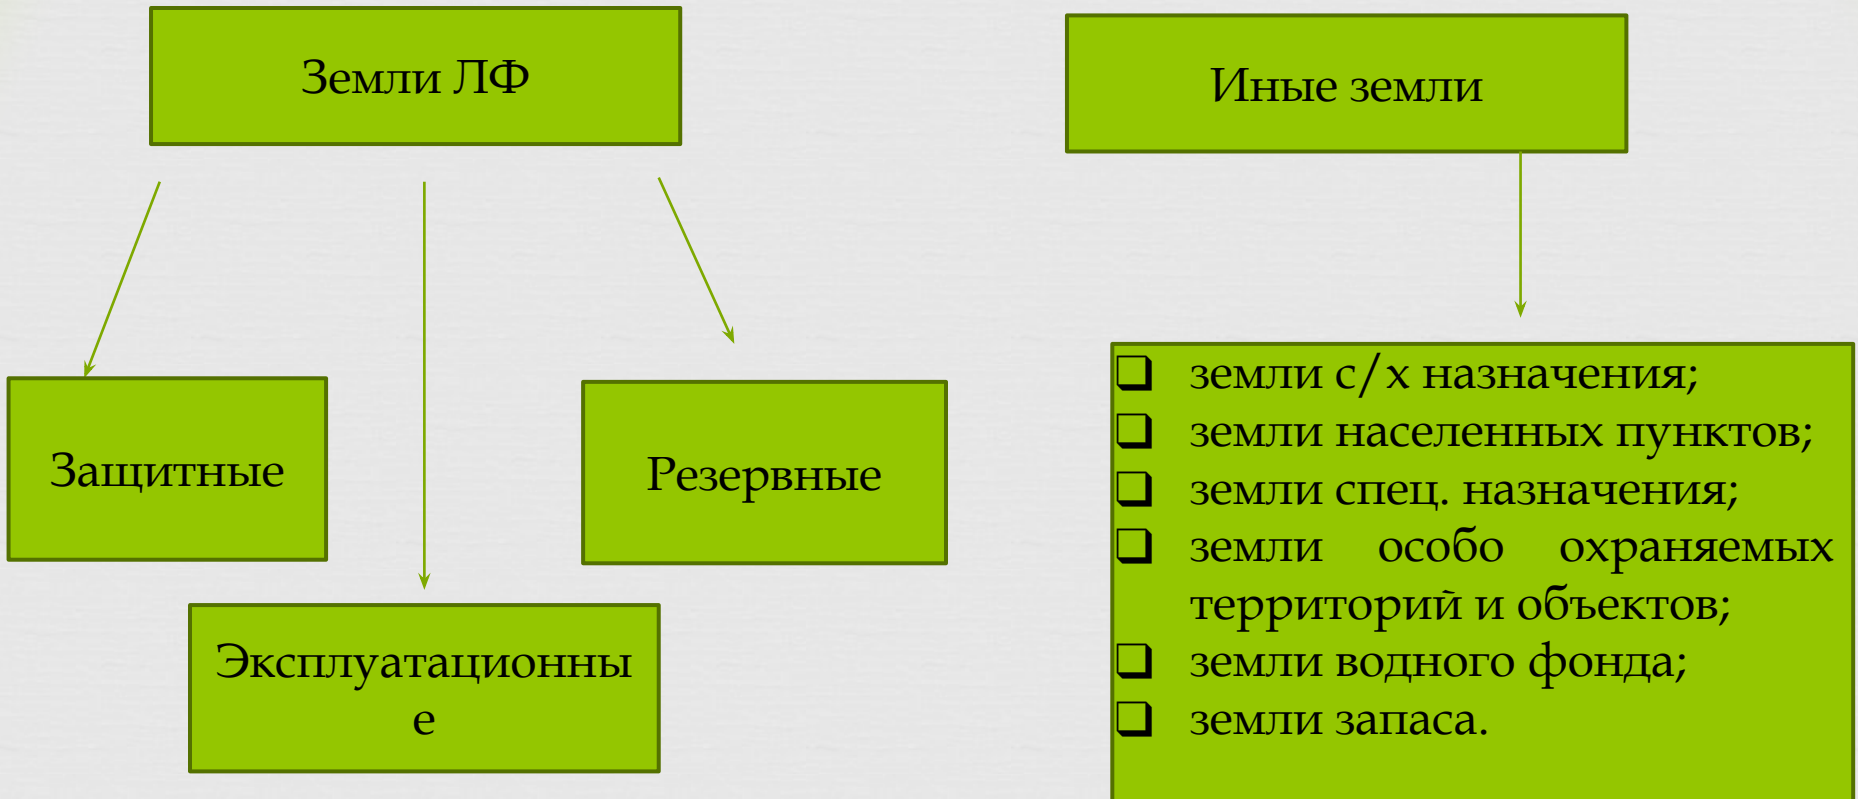 Земли ЛФ
Иные земли
Защитные
Эксплуатационны
е
Резервные
земли с/х назначения;
земли населенных пунктов;
земли спец. назначения;
земли особо охраняемых
территорий и объектов;
земли водного фонда;
земли запаса.